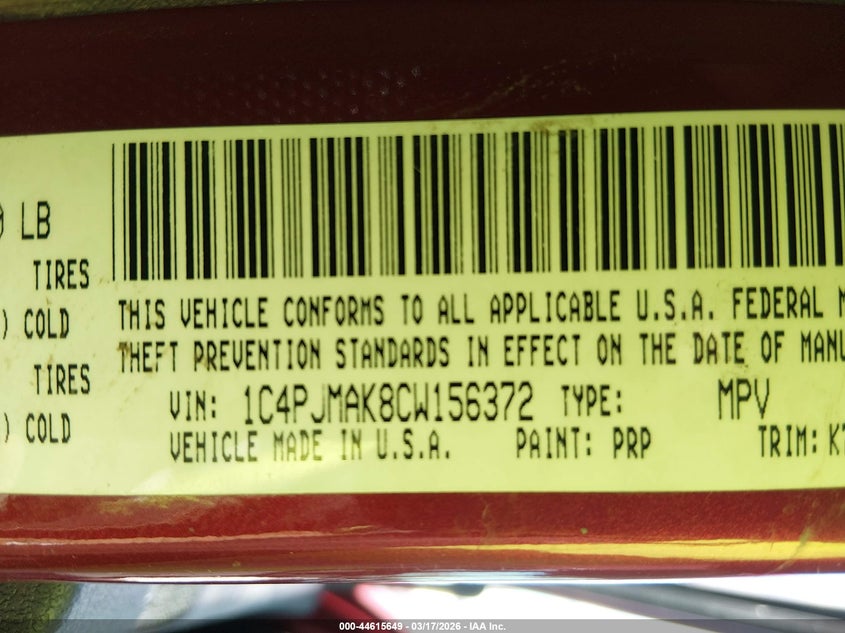 LB
TIRES
) COLD
TIRES
) COLD
THIS VEHICLE CONFORMS TO ALL APPLICABLE U.S.A. FEDERAL M
THEFT PREVENTION STANDARDS IN EFFECT ON THE DATE OF MANU
VIN: 1C4PJMAK8CW156372 TYPE: MPV
VEHICLE MADE IN U.S.A. PAINT: PRP TRIM: K7
000-44615649 - 03/17/2026 - IAA Inc.